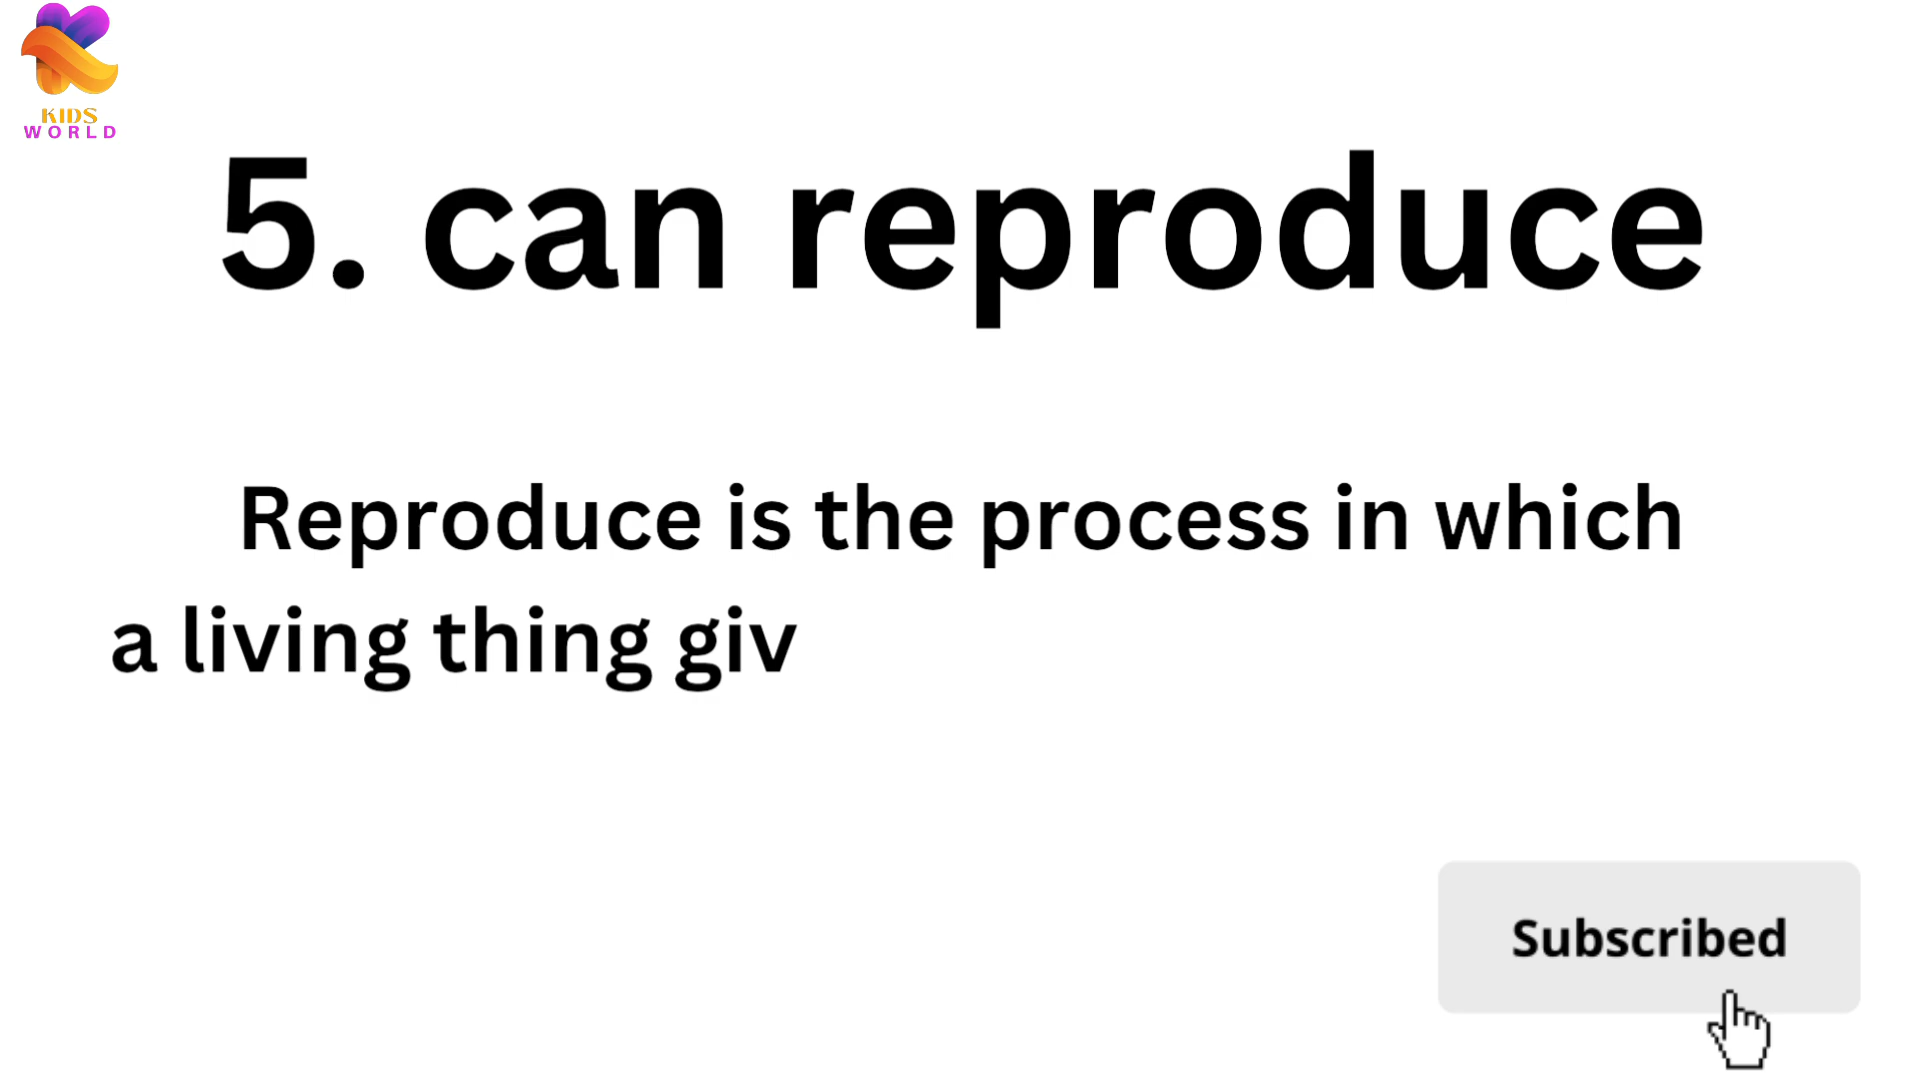 KIDS
WORLD
5. can reproduce
Reproduce is the process in which
a living thing giv
Subscribed